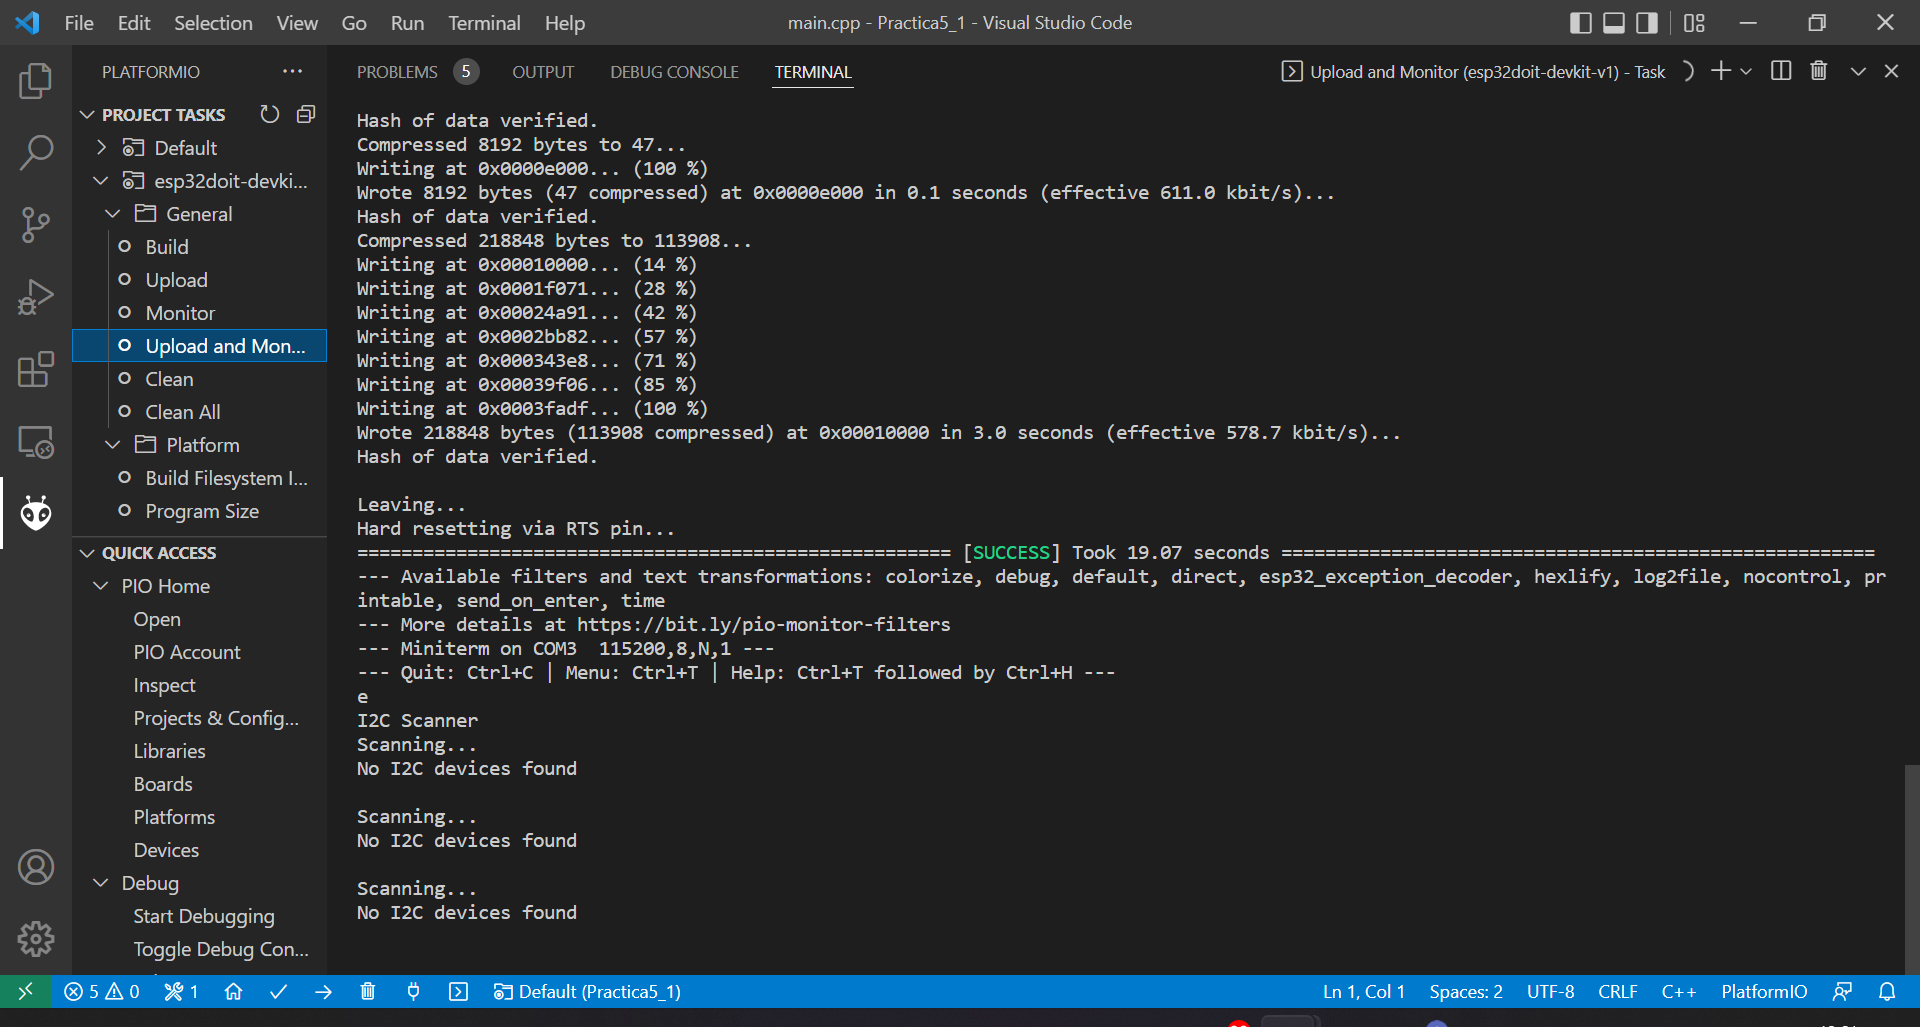 File Edit Selection View Go Run Terminal Help
main.cpp - Practica5_1 - Visual Studio Code
PLATFORMIO
PROJECT TASKS
Default
esp32doit-devki...
General
Build
Upload
Monitor
Upload and Mon...
Clean
Clean All
Platform
Build Filesystem I...
Program Size
QUICK ACCESS
PIO Home
Open
PIO Account
Inspect
Projects & Config...
Libraries
Boards
Platforms
Devices
Debug
Start Debugging
Toggle Debug Con...
PROBLEMS 5 OUTPUT DEBUG CONSOLE TERMINAL
Upload and Monitor (esp32doit-devkit-v1) - Task
Hash of data verified.
Compressed 8192 bytes to 47...
Writing at 0x0000e000... (100 %)
Wrote 8192 bytes (47 compressed) at 0x0000e000 in 0.1 seconds (effective 611.0 kbit/s)...
Hash of data verified.
Compressed 218848 bytes to 113908...
Writing at 0x00010000... (14 %)
Writing at 0x0001f071... (28 %)
Writing at 0x00024a91... (42 %)
Writing at 0x0002bb82... (57 %)
Writing at 0x000343e8... (71 %)
Writing at 0x00039f06... (85 %)
Writing at 0x0003fadf... (100 %)
Wrote 218848 bytes (113908 compressed) at 0x00010000 in 3.0 seconds (effective 578.7 kbit/s)...
Hash of data verified.
Leaving...
Hard resetting via RTS pin...
====================================================== [SUCCESS] Took 19.07 seconds ======================================================
--- Available filters and text transformations: colorize, debug, default, direct, esp32_exception_decoder, hexlify, log2file, nocontrol, pr
intable, send_on_enter, time
--- More details at https://bit.ly/pio-monitor-filters
--- Miniterm on COM3  115200,8,N,1 ---
--- Quit: Ctrl+C | Menu: Ctrl+T | Help: Ctrl+T followed by Ctrl+H ---
e
I2C Scanner
Scanning...
No I2C devices found
Scanning...
No I2C devices found
Scanning...
No I2C devices found
5 0 1 Default (Practica5_1) Ln 1, Col 1 Spaces: 2 UTF-8 CRLF C++ PlatformIO